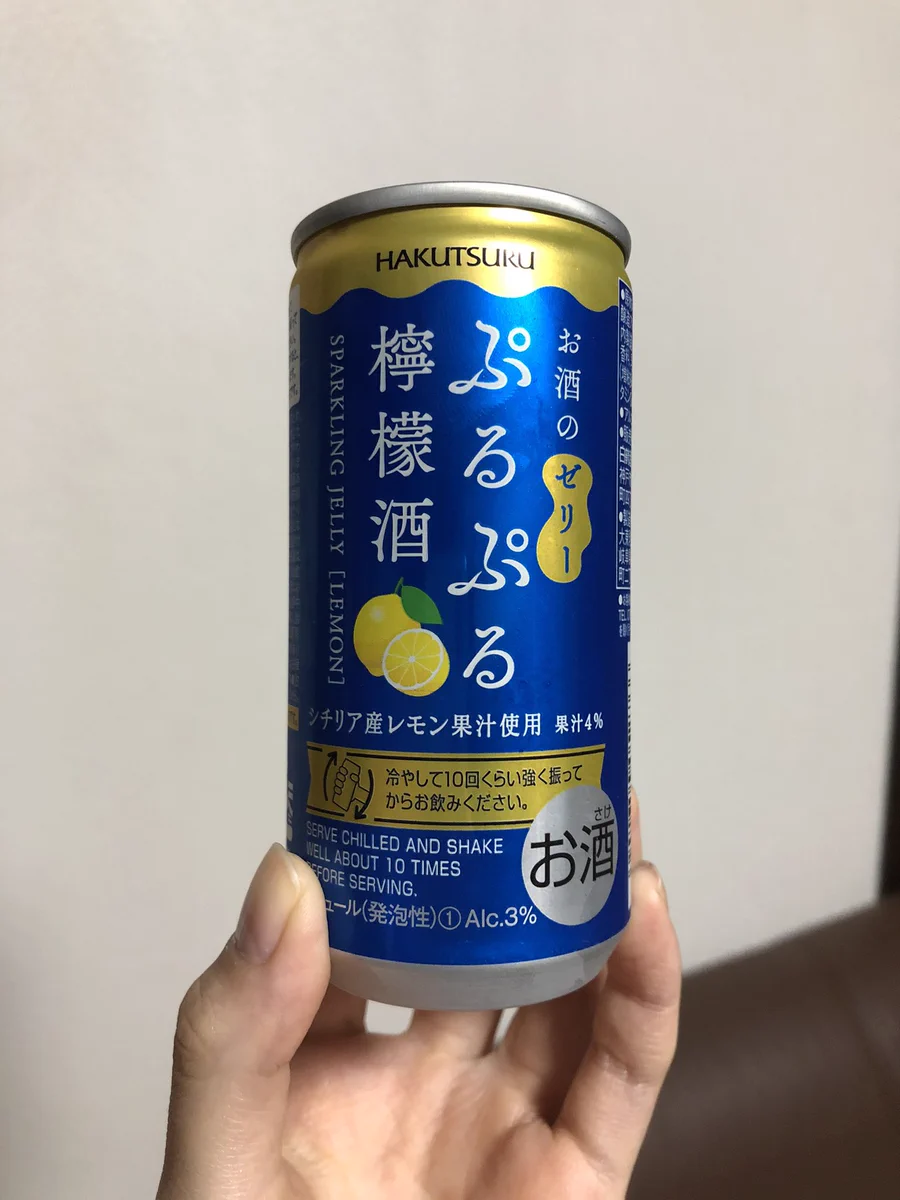 HAKUTSURU
お酒の
ゼリー
ぷるぷる
檸檬酒
SPARKLING JELLY [LEMON]
シチリア産レモン果汁使用 果汁4%
冷やして10回くらい強く振って
からお飲みください。
SERVE CHILLED AND SHAKE
WELL ABOUT 10 TIMES
BEFORE SERVING.
さけ
お酒
ュール(発泡性)① Alc.3%